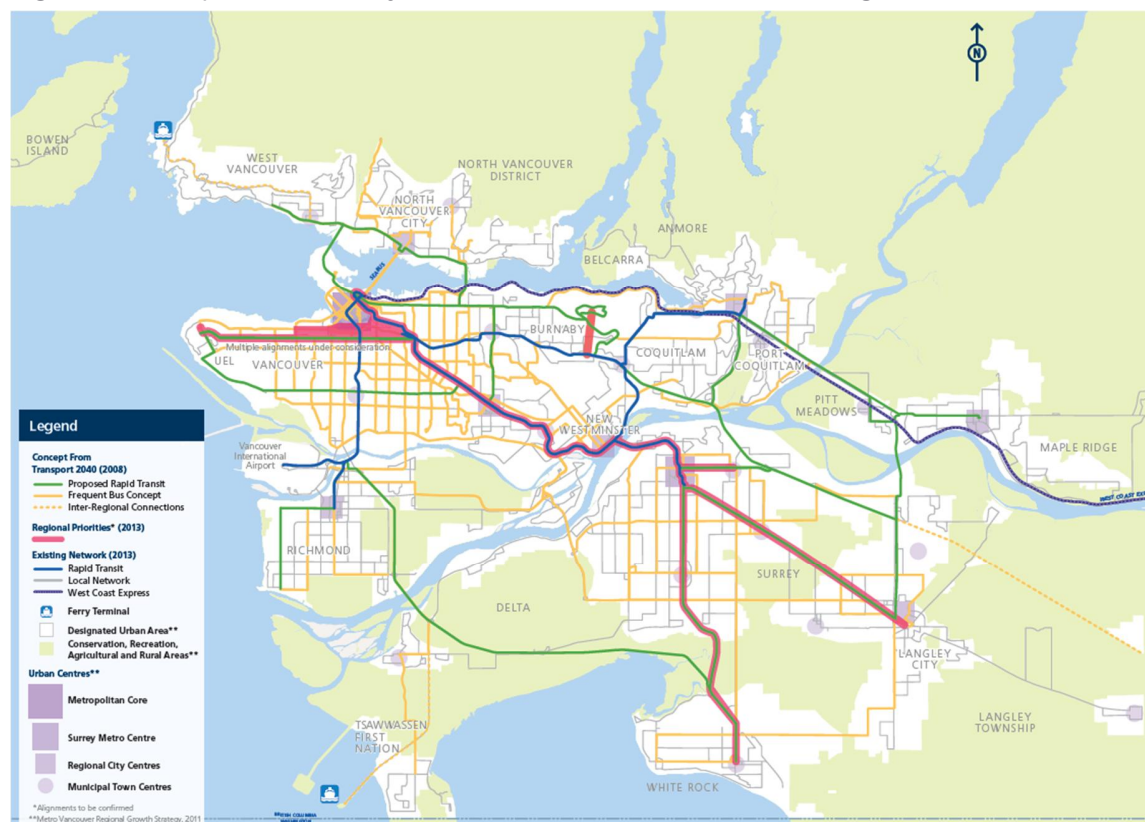 BOWEN
ISLAND
WEST
VANCOUVER
NORTH VANCOUVER
DISTRICT
NORTH
VANCOUVER
CITY
ANMORE
BELCARRA
SEABUS
BURNABY
COQUITLAM
PORT
COQUITLAM
Multiple alignments under consideration
UEL
VANCOUVER
PITT
MEADOWS
MAPLE RIDGE
NEW
WESTMINSTER
Vancouver
International
Airport
WEST COAST
RICHMOND
SURREY
DELTA
LANGLEY
CITY
LANGLEY
TOWNSHIP
TSAWWASSEN
FIRST
NATION
WHITE ROCK
BRITISH COLUMBIA
N
Legend
Concept From
Transport 2040 (2008)
Proposed Rapid Transit
Frequent Bus Concept
Inter-Regional Connections
Regional Priorities* (2013)
Existing Network (2013)
Rapid Transit
Local Network
West Coast Express
Ferry Terminal
Designated Urban Area**
Conservation, Recreation,
Agricultural and Rural Areas**
Urban Centres**
Metropolitan Core
Surrey Metro Centre
Regional City Centres
Municipal Town Centres
*Alignments to be confirmed
**Metro Vancouver Regional Growth Strategy, 2011